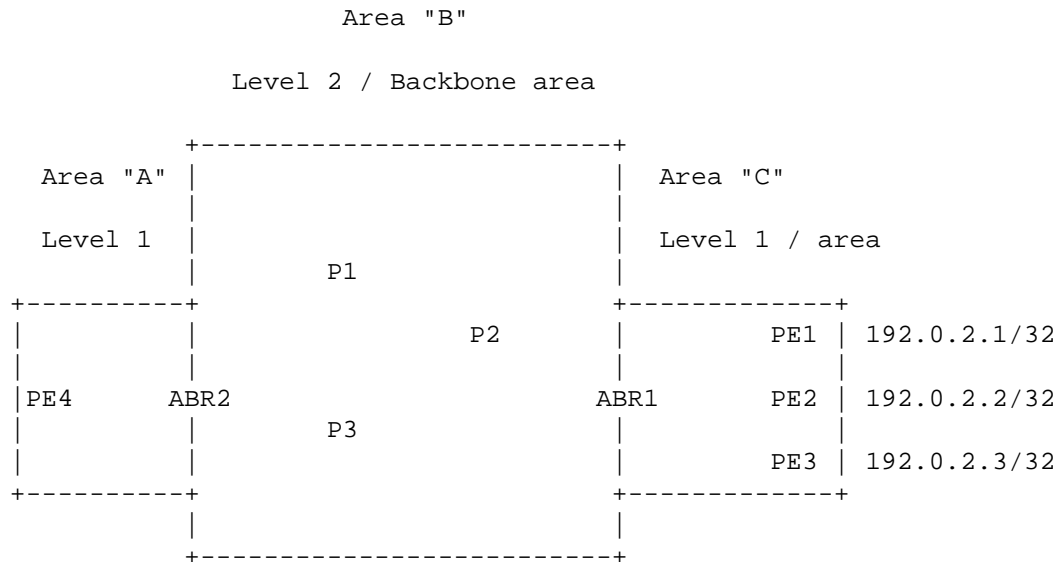 Area "B"
Level 2 / Backbone area
+--------------------------+
Area "A" | | Area "C"
| |
Level 1 | | Level 1 / area
| P1 |
+----------+ +-------------+
| | P2 | PE1 | 192.0.2.1/32
| | | |
|PE4 ABR2 ABR1 PE2 | 192.0.2.2/32
| | P3 | |
| | | PE3 | 192.0.2.3/32
+----------+ +-------------+
| |
+--------------------------+